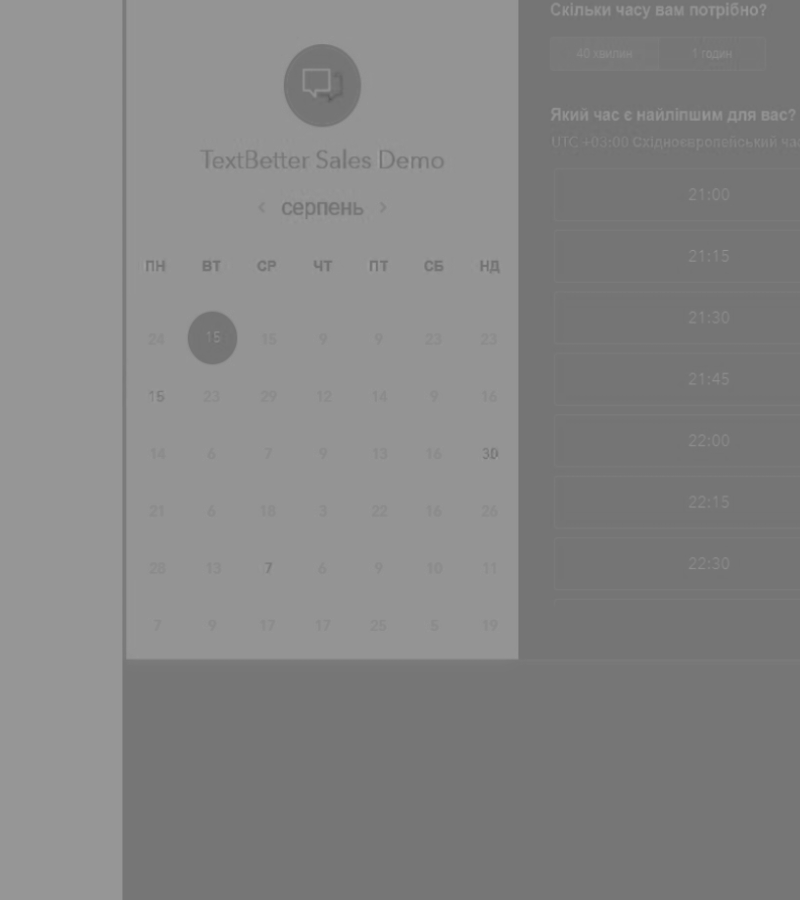 TextBetter Sales Demo
‹ серпень ›
ПН ВТ СР ЧТ ПТ СБ НД
24 15 16 9 9 23 23
15 23 29 12 14 9 16
14 6 7 9 13 16 30
21 6 18 3 22 16 26
28 13 7 6 9 10 11
7 9 17 17 25 5 19
Скільки часу вам потрібно?
40 хвилин 1 годин
Який час є найліпшим для вас?
UTC +03:00 Східноєвропейський час
21:00
21:15
21:30
21:45
22:00
22:15
22:30